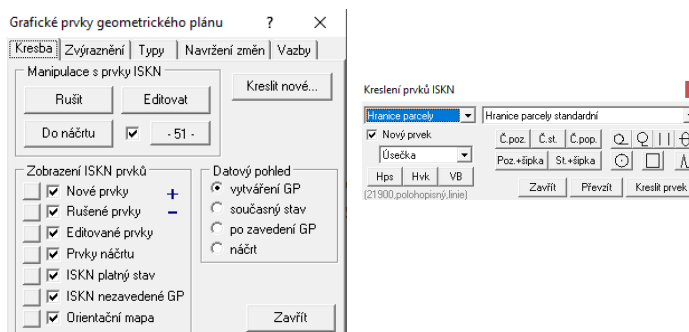 Grafické prvky geometrického plánu ? ×
Kresba Zvýraznění Typy Navržení změn Vazby
Manipulace s prvky ISKN
Rušit Editovat
Do náčrtu - 51 -
Kreslit nové...
Zobrazení ISKN prvků
Nové prvky +
Rušené prvky –
Editované prvky
Prvky náčrtu
ISKN platný stav
ISKN nezavedené GP
Orientační mapa
Datový pohled
vytváření GP
současný stav
po zavedení GP
náčrt
Zavřít
Kreslení prvků ISKN
Hranice parcely Hranice parcely standardní
Nový prvek
Úsečka
Hps Hvk VB
(21900,polohopisný,linie)
Č.poz. Č.st. Č.pop.
Poz.+šipka St.+šipka
Zavřít Převzít Kreslit prvek